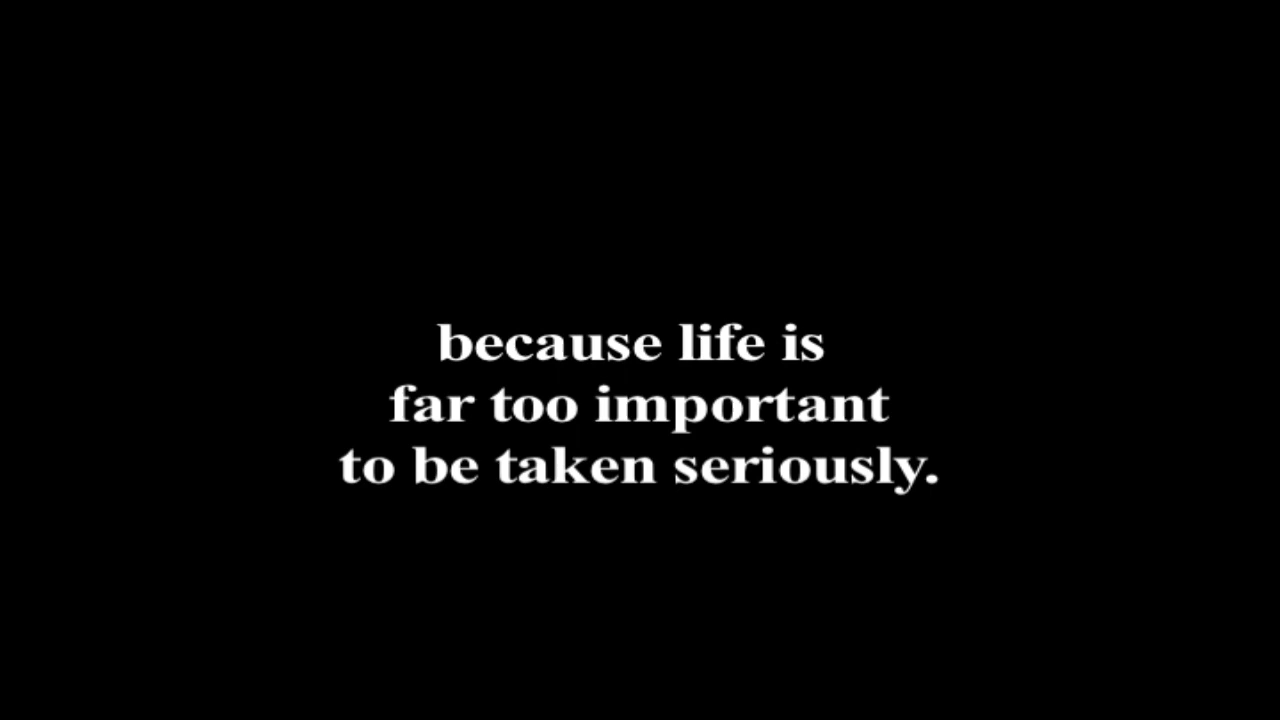 because life is
far too important
to be taken seriously.